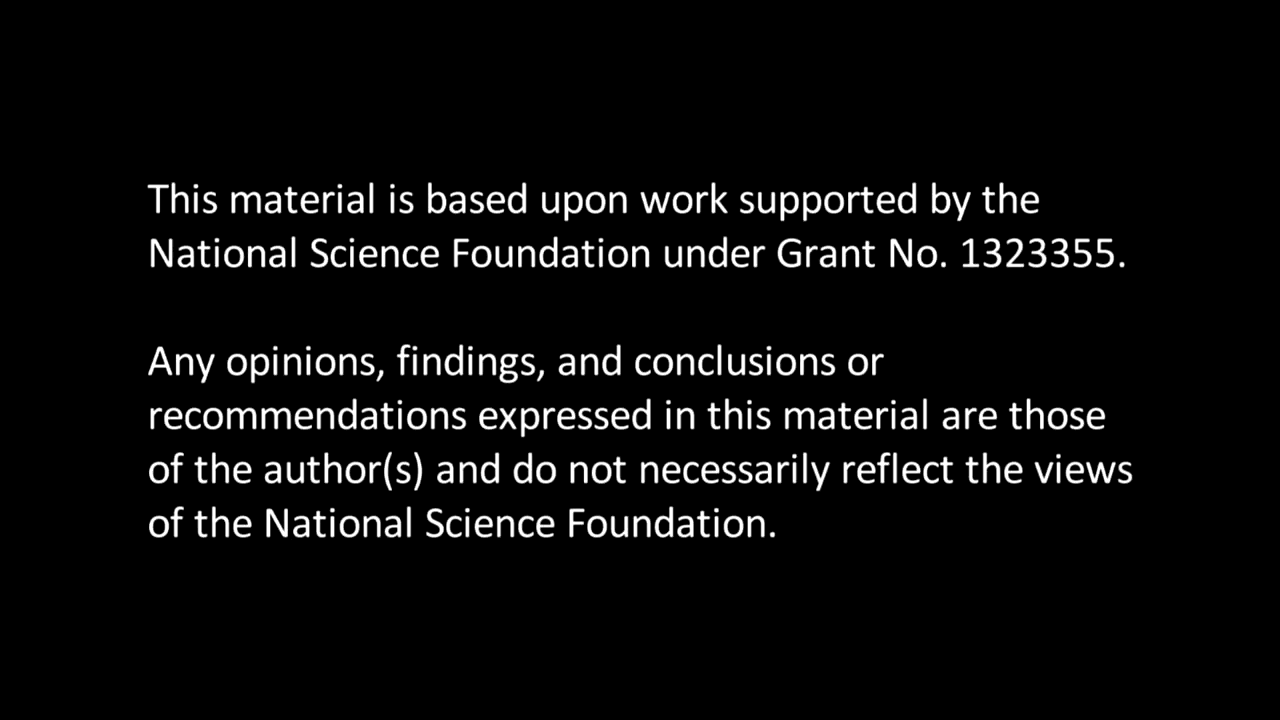 This material is based upon work supported by the
National Science Foundation under Grant No. 1323355.
Any opinions, findings, and conclusions or
recommendations expressed in this material are those
of the author(s) and do not necessarily reflect the views
of the National Science Foundation.